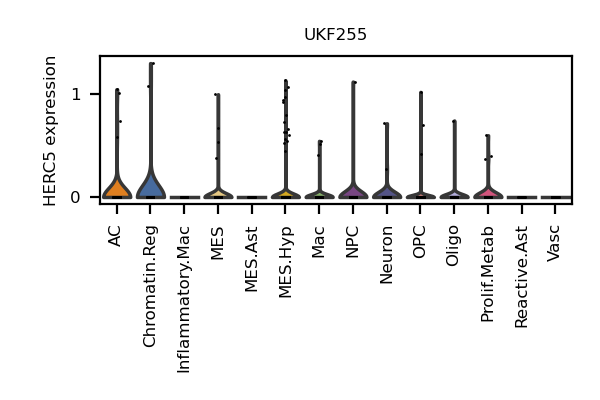 UKF255
HERC5 expression
1
0
AC
Chromatin.Reg
Inflammatory.Mac
MES
MES.Ast
MES.Hyp
Mac
NPC
Neuron
OPC
Oligo
Prolif.Metab
Reactive.Ast
Vasc